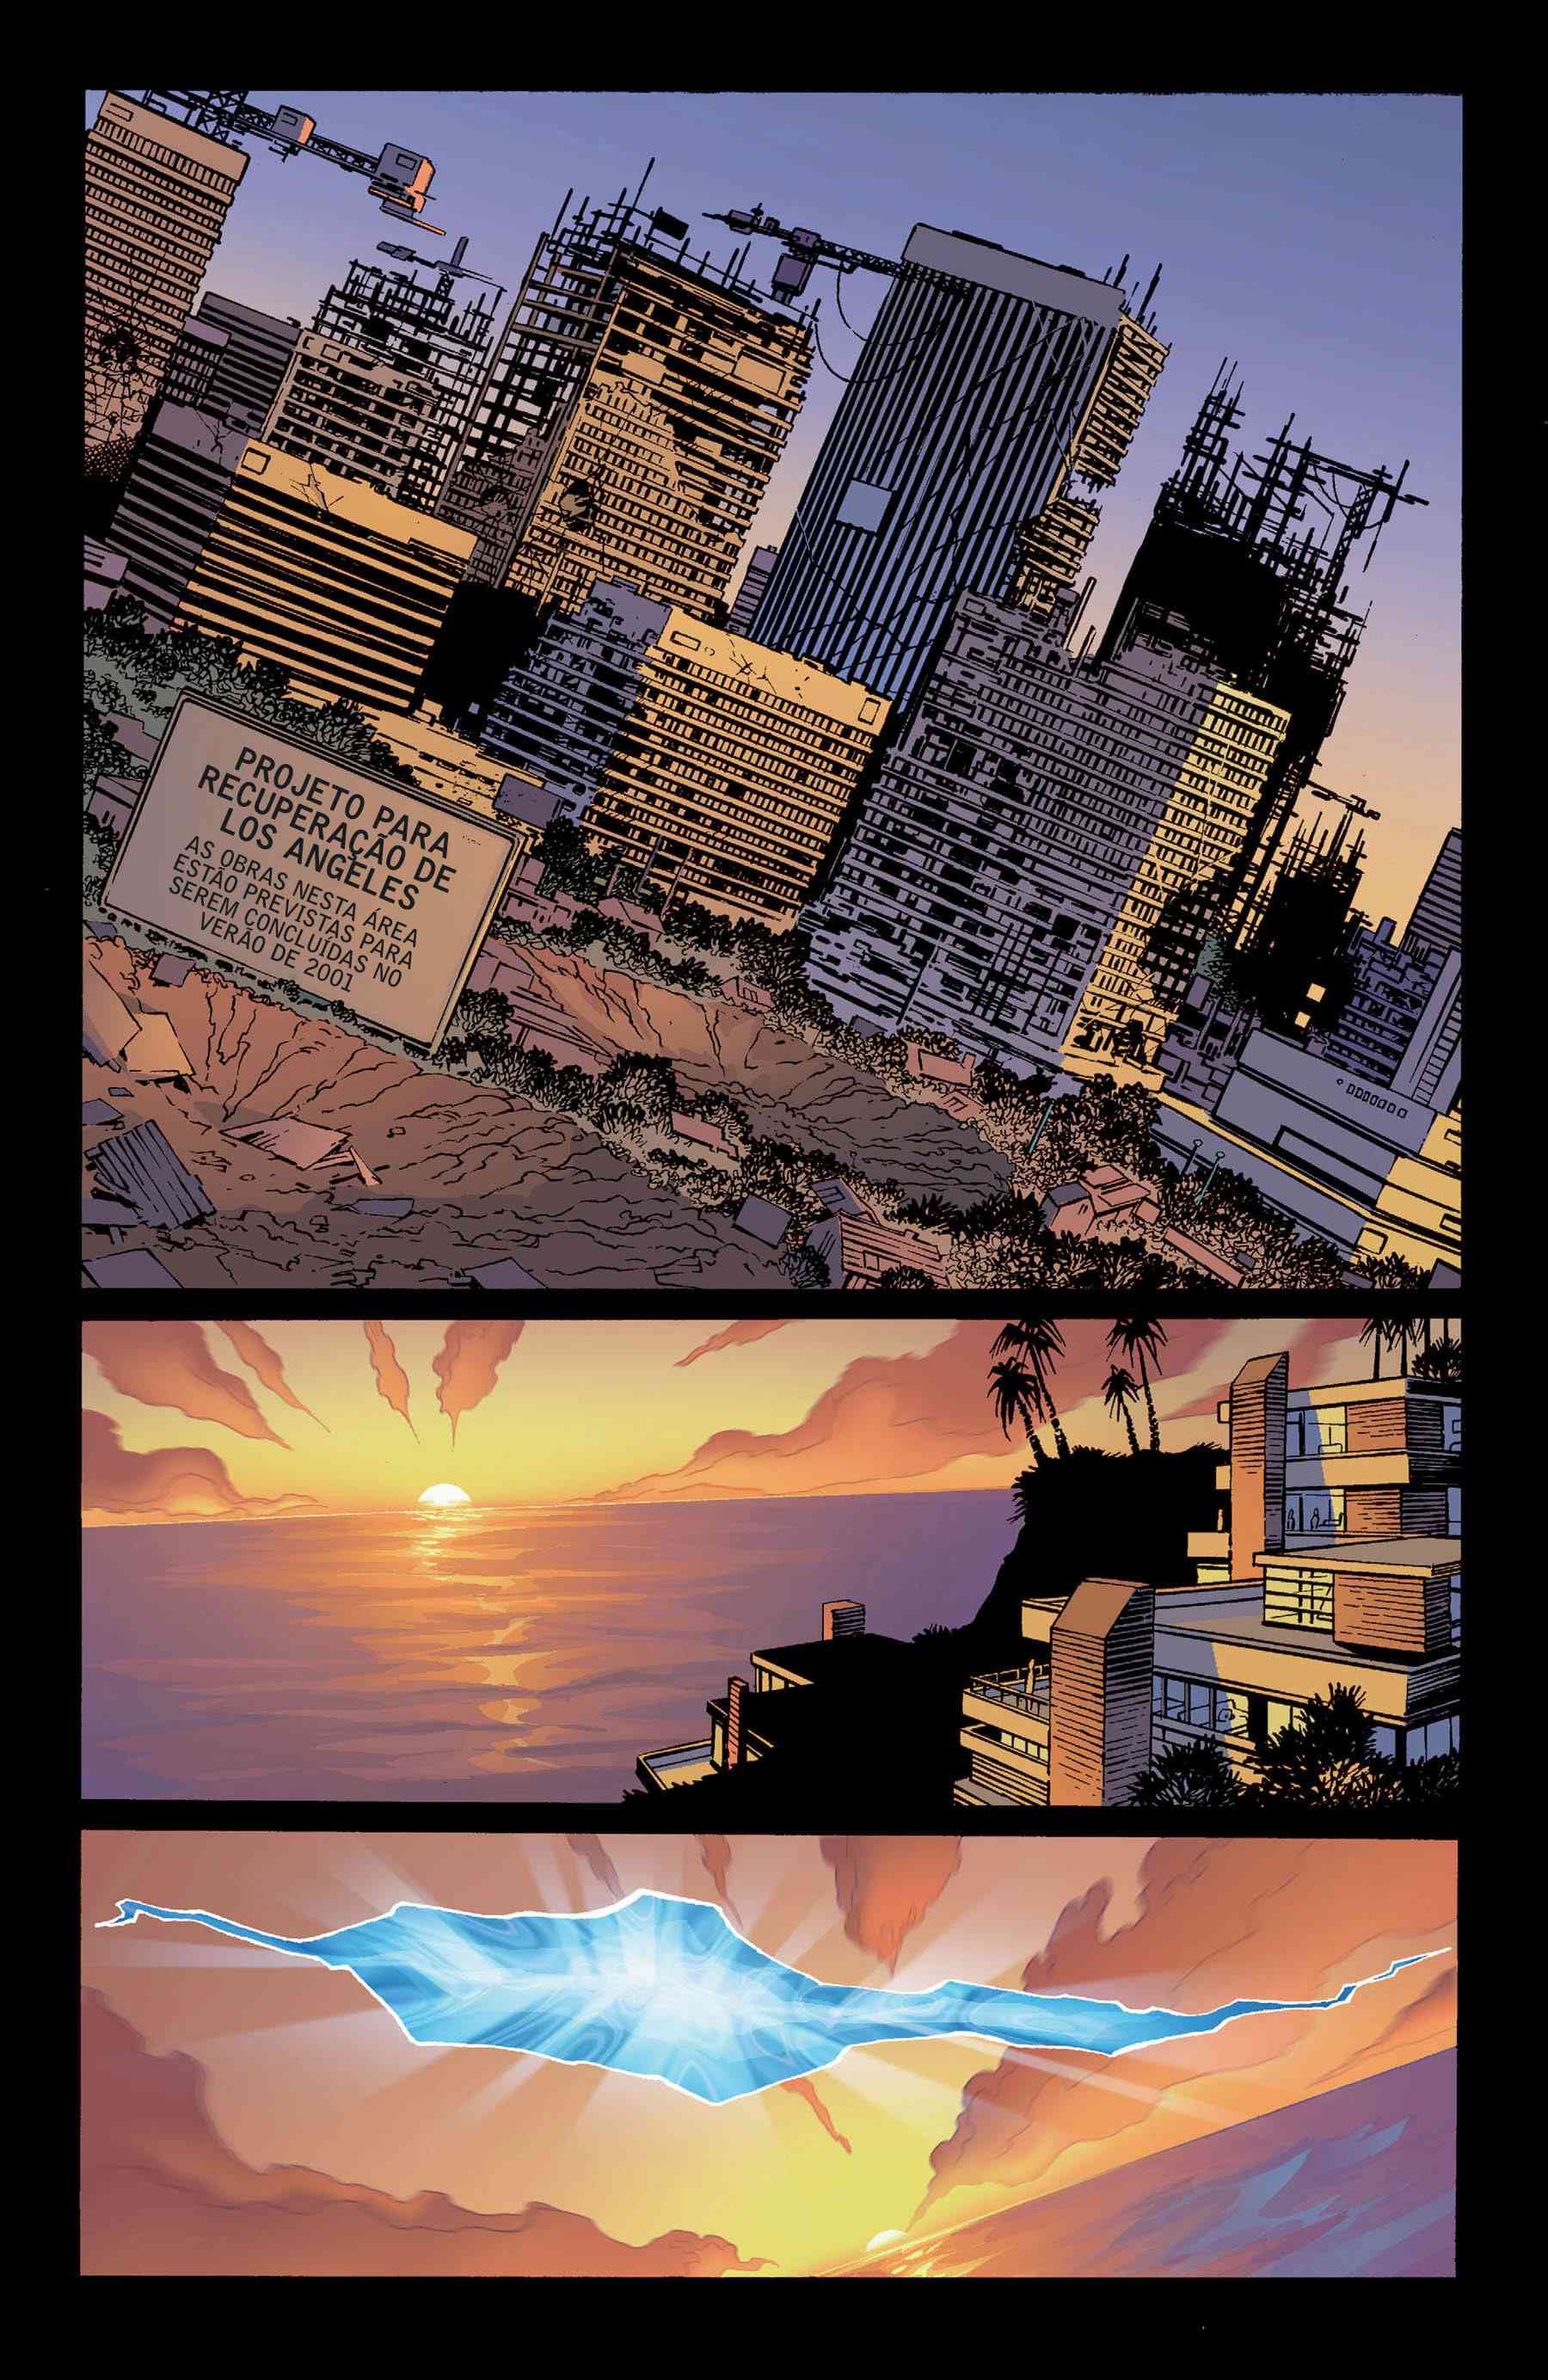 PROJETO PARA
RECUPERAÇÃO DE
LOS ANGELES
AS OBRAS NESTA ÁREA
ESTÃO PREVISTAS PARA
SEREM CONCLUÍDAS NO
VERÃO DE 2001